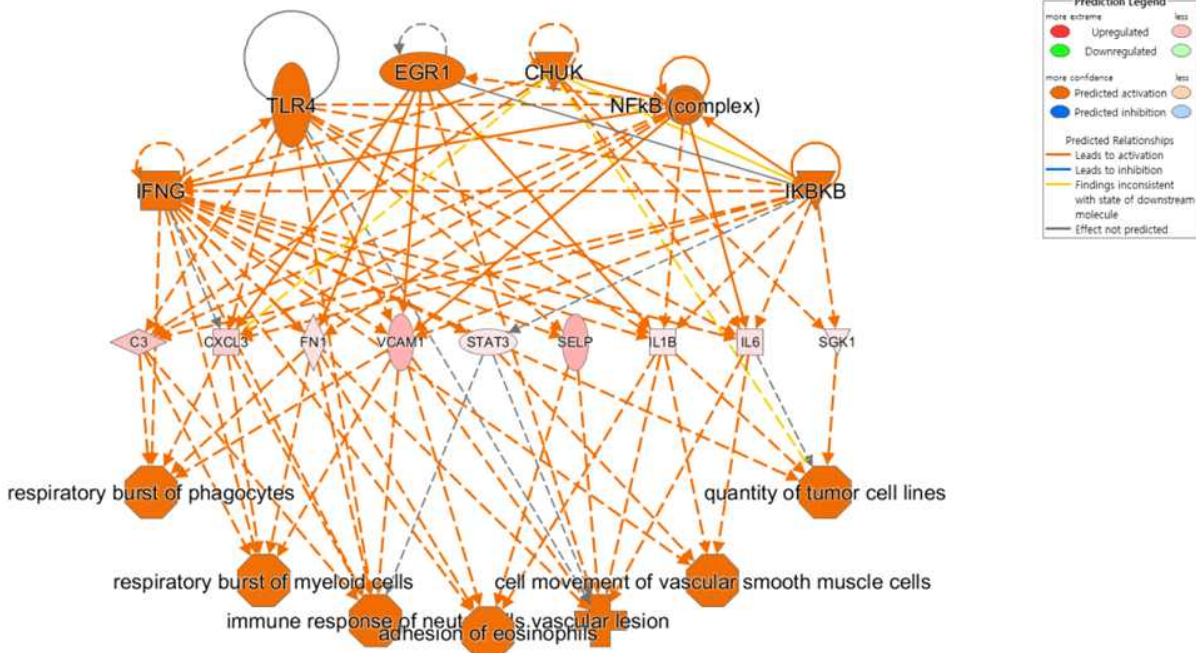 Prediction Legend
more extreme less
Upregulated
Downregulated
more confidence less
Predicted activation
Predicted inhibition
Predicted Relationships
Leads to activation
Leads to inhibition
Findings inconsistent
with state of downstream
molecule
Effect not predicted
EGR1
CHUK
TLR4
NFkB (complex)
IFNG
IKBKB
C3
CXCL3
FN1
VCAM1
STAT3
SELP
IL1B
IL6
SGK1
respiratory burst of phagocytes
quantity of tumor cell lines
respiratory burst of myeloid cells
cell movement of vascular smooth muscle cells
immune response of
vascular lesion
adhesion of eosinophils